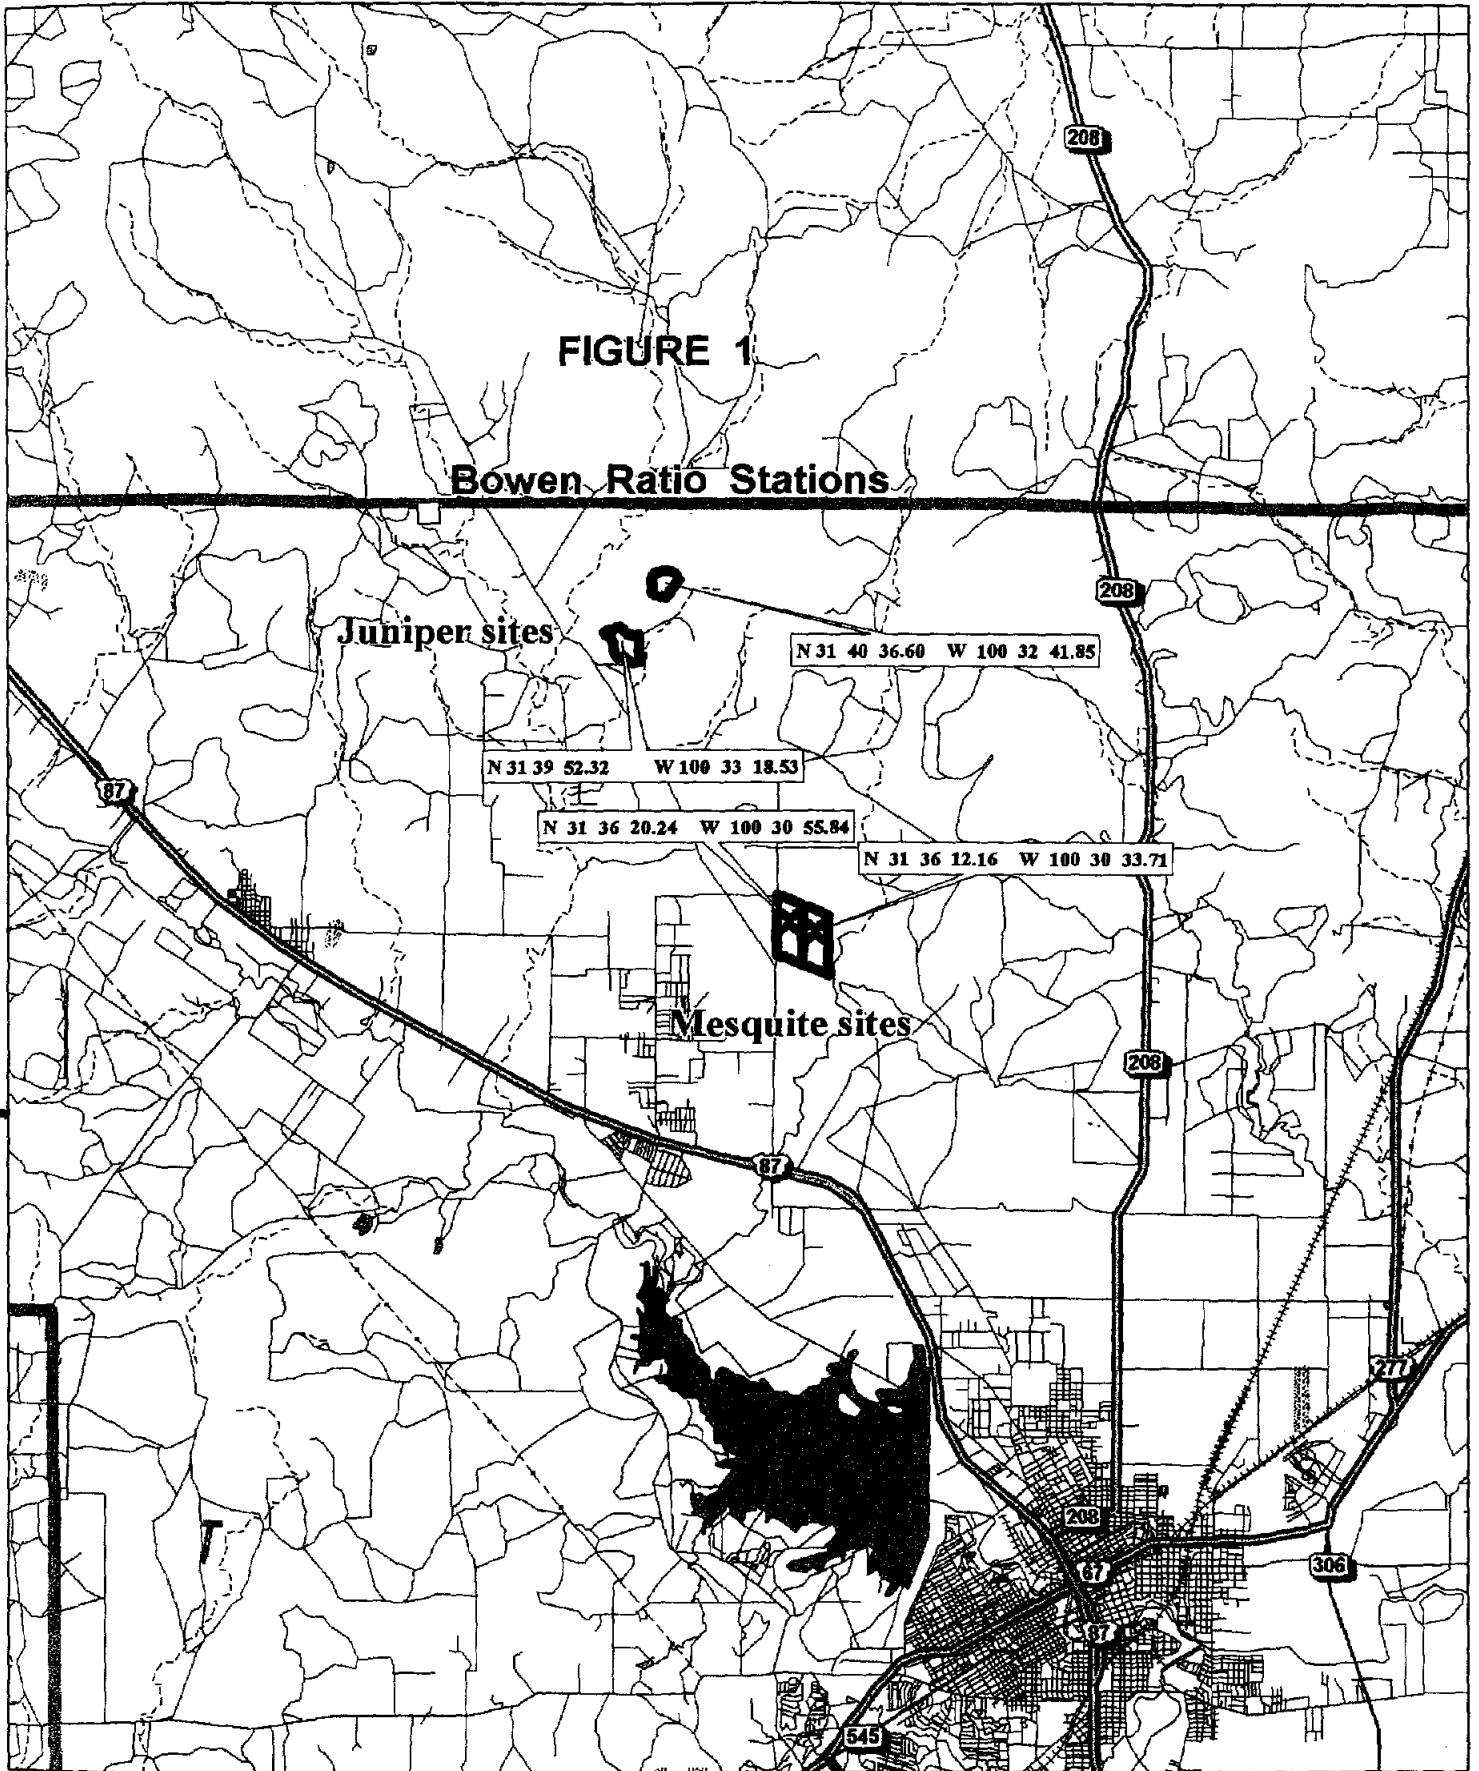 208
FIGURE 1
Bowen Ratio Stations
208
Juniper sites
N 31 40 36.60 W 100 32 41.85
N 31 39 52.32 W 100 33 18.53
87
N 31 36 20.24 W 100 30 55.84
N 31 36 12.16 W 100 30 33.71
Mesquite sites
208
87
277
208
67
306
87
545